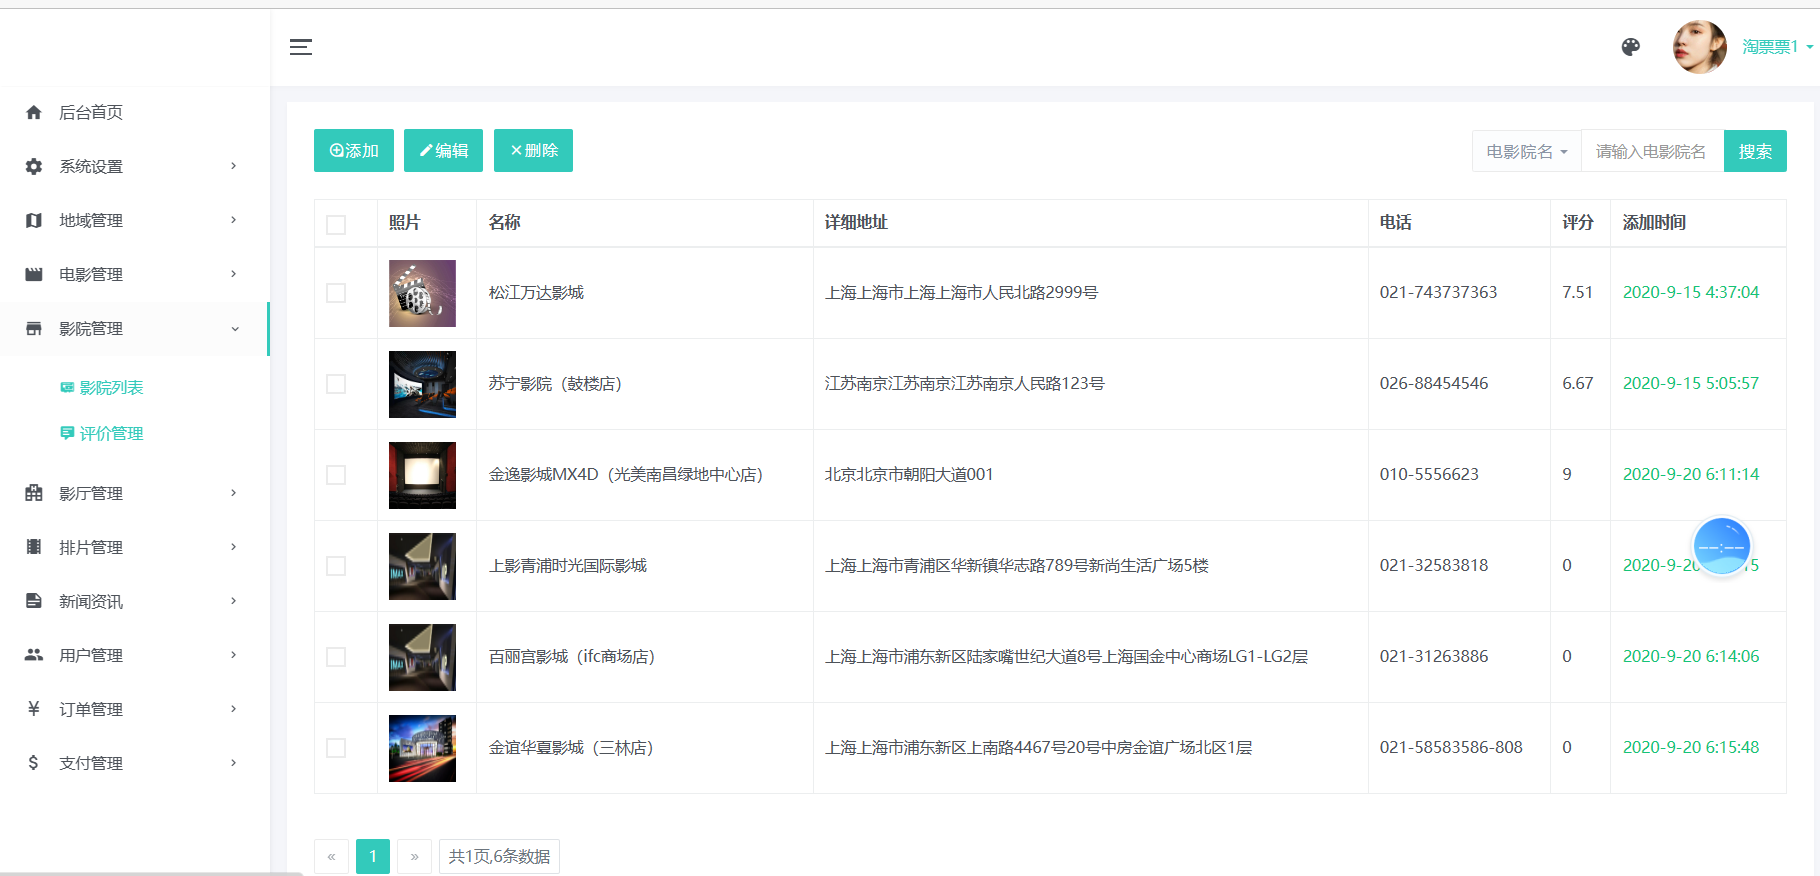 淘票票1
后台首页
系统设置
地域管理
电影管理
影院管理
影院列表
评价管理
影厅管理
排片管理
新闻资讯
用户管理
订单管理
支付管理
添加 编辑 删除
电影院名 请输入电影院名 搜索
照片 名称 详细地址 电话 评分 添加时间
松江万达影城 上海上海市上海上海市人民北路2999号 021-743737363 7.51 2020-9-15 4:37:04
苏宁影院（鼓楼店） 江苏南京江苏南京江苏南京人民路123号 026-88454546 6.67 2020-9-15 5:05:57
金逸影城MX4D（光美南昌绿地中心店） 北京北京市朝阳大道001 010-5556623 9 2020-9-20 6:11:14
上影青浦时光国际影城 上海上海市青浦区华新镇华志路789号新尚生活广场5楼 021-32583818 0 2020-9-20
百丽宫影城（ifc商场店） 上海上海市浦东新区陆家嘴世纪大道8号上海国金中心商场LG1-LG2层 021-31263886 0 2020-9-20 6:14:06
金谊华夏影城（三林店） 上海上海市浦东新区上南路4467号20号中房金谊广场北区1层 021-58583586-808 0 2020-9-20 6:15:48
« 1 » 共1页,6条数据